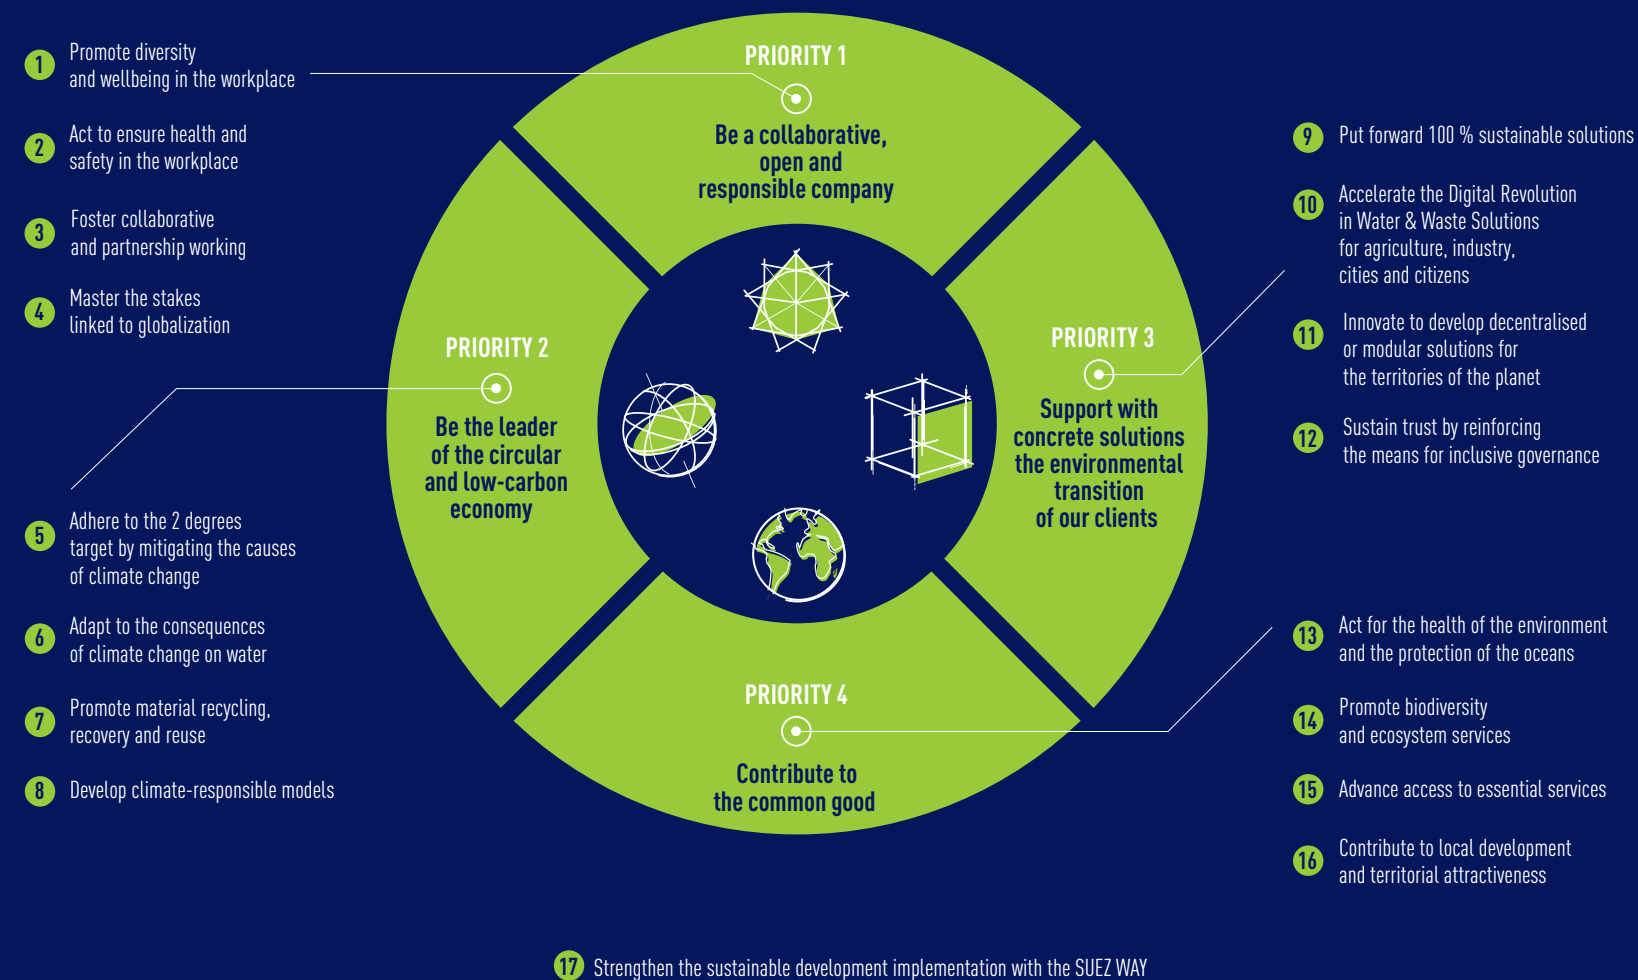 PRIORITY 1
Be a collaborative,
open and
responsible company
1
Promote diversity
and wellbeing in the workplace
2
Act to ensure health and
safety in the workplace
3
Foster collaborative
and partnership working
4
Master the stakes
linked to globalization
PRIORITY 2
Be the leader
of the circular
and low-carbon
economy
5
Adhere to the 2 degrees
target by mitigating the causes
of climate change
6
Adapt to the consequences
of climate change on water
7
Promote material recycling,
recovery and reuse
8
Develop climate-responsible models
PRIORITY 3
Support with
concrete solutions
the environmental
transition
of our clients
9
Put forward 100 % sustainable solutions
10
Accelerate the Digital Revolution
in Water & Waste Solutions
for agriculture, industry,
cities and citizens
11
Innovate to develop decentralised
or modular solutions for
the territories of the planet
12
Sustain trust by reinforcing
the means for inclusive governance
PRIORITY 4
Contribute to
the common good
13
Act for the health of the environment
and the protection of the oceans
14
Promote biodiversity
and ecosystem services
15
Advance access to essential services
16
Contribute to local development
and territorial attractiveness
17
Strengthen the sustainable development implementation with the SUEZ WAY